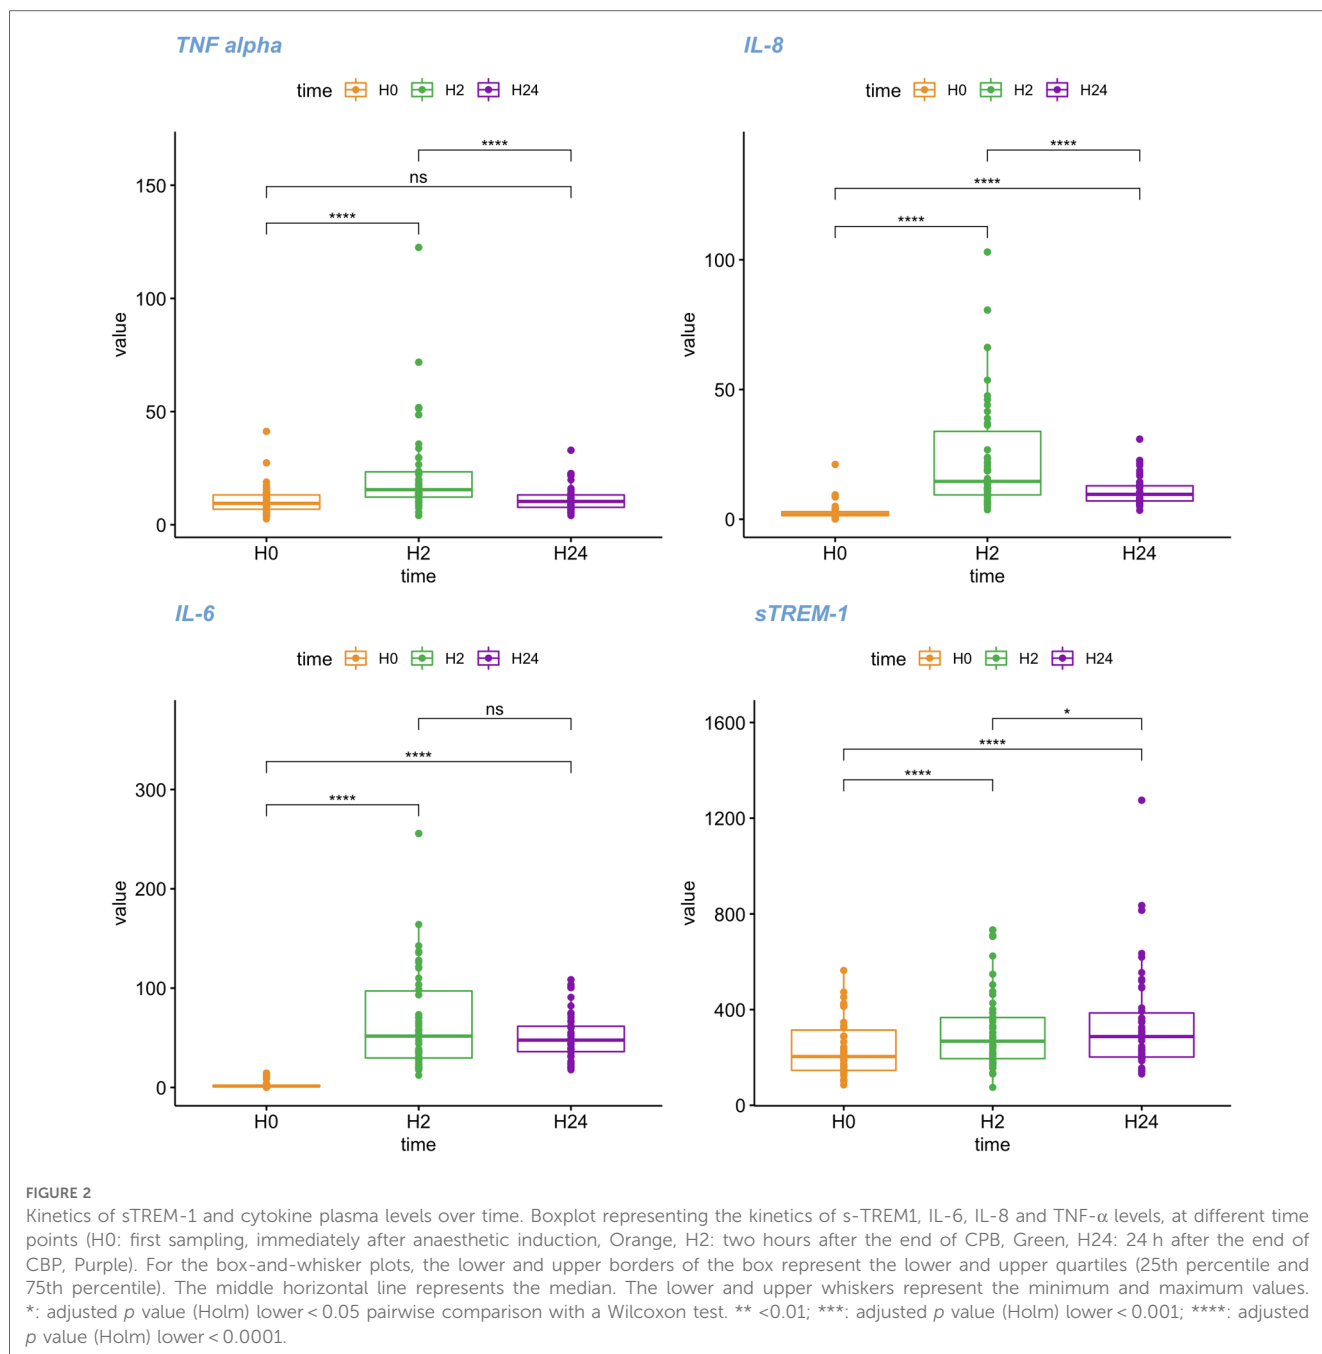 TNF alpha
time H0 H2 H24
****
ns
****
150
100
50
0
value
H0 H2 H24
time
IL-8
time H0 H2 H24
****
****
****
100
50
0
value
H0 H2 H24
time
IL-6
time H0 H2 H24
ns
****
****
300
200
100
0
value
H0 H2 H24
time
sTREM-1
time H0 H2 H24
*
****
****
1600
1200
800
400
0
value
H0 H2 H24
time
FIGURE 2
Kinetics of sTREM-1 and cytokine plasma levels over time. Boxplot representing the kinetics of s-TREM1, IL-6, IL-8 and TNF-α levels, at different time
points (H0: first sampling, immediately after anaesthetic induction, Orange, H2: two hours after the end of CPB, Green, H24: 24 h after the end of
CBP, Purple). For the box-and-whisker plots, the lower and upper borders of the box represent the lower and upper quartiles (25th percentile and
75th percentile). The middle horizontal line represents the median. The lower and upper whiskers represent the minimum and maximum values.
*: adjusted p value (Holm) lower < 0.05 pairwise comparison with a Wilcoxon test. ** <0.01; ***: adjusted p value (Holm) lower < 0.001; ****: adjusted
p value (Holm) lower < 0.0001.